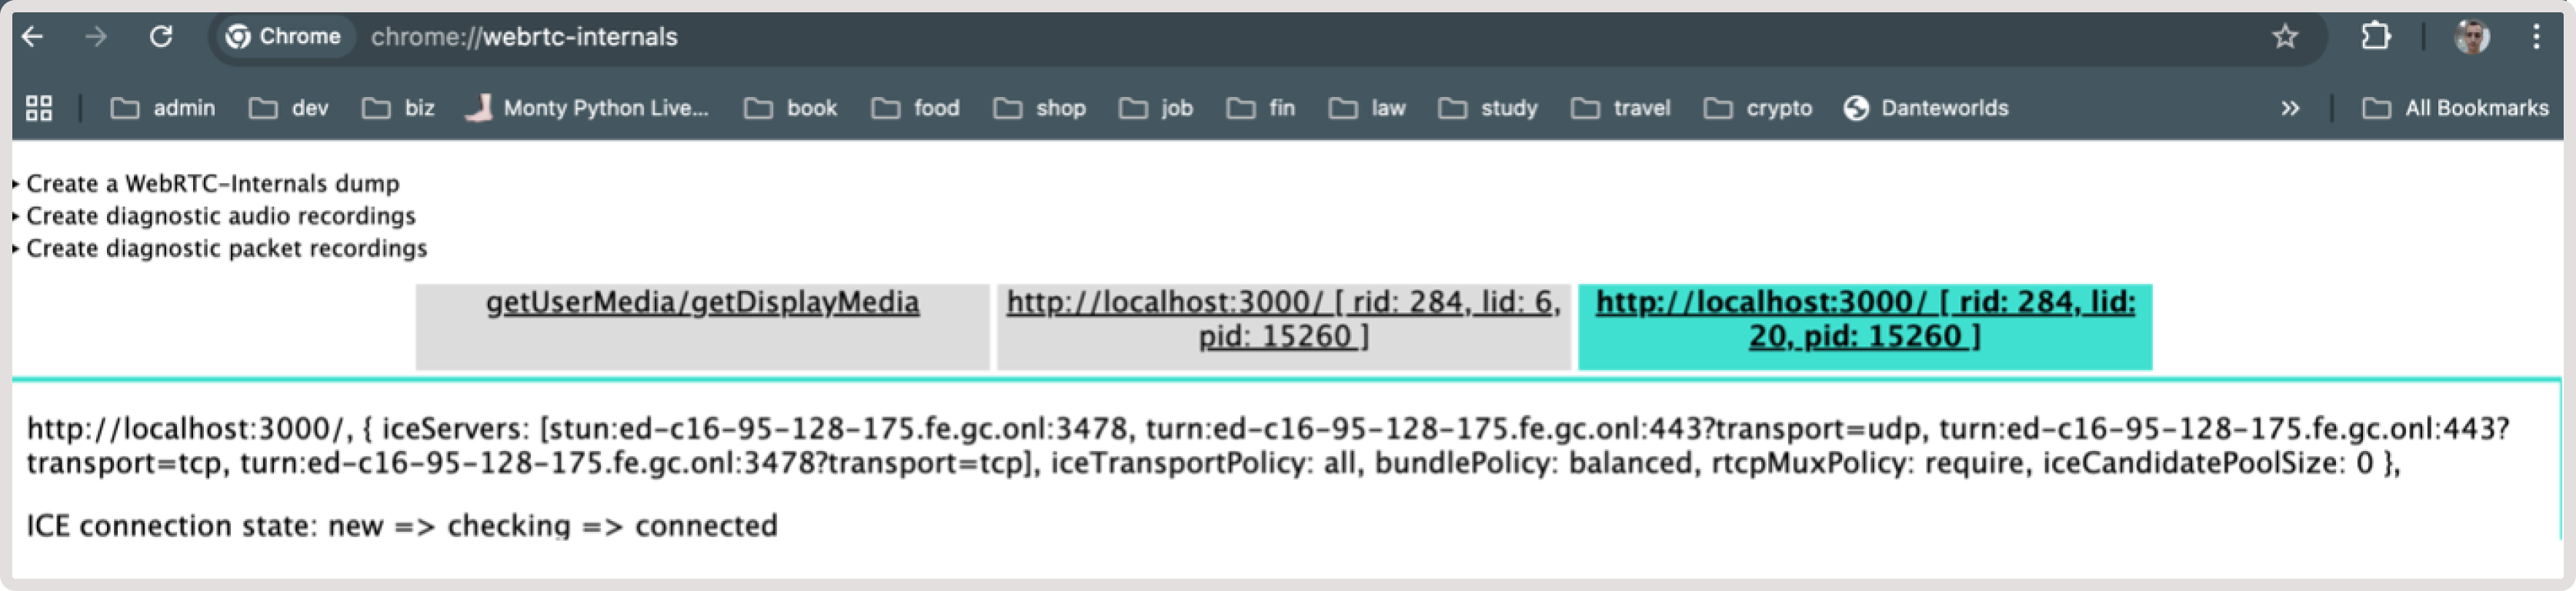 Chrome chrome://webrtc-internals
admin dev biz Monty Python Live... book food shop job fin law study travel crypto Danteworlds » All Bookmarks
Create a WebRTC-Internals dump
Create diagnostic audio recordings
Create diagnostic packet recordings
getUserMedia/getDisplayMedia
http://localhost:3000/ [ rid: 284, lid: 6,
pid: 15260 ]
http://localhost:3000/ [ rid: 284, lid:
20, pid: 15260 ]
http://localhost:3000/, { iceServers: [stun:ed-c16-95-128-175.fe.gc.onl:3478, turn:ed-c16-95-128-175.fe.gc.onl:443?transport=udp, turn:ed-c16-95-128-175.fe.gc.onl:443?
transport=tcp, turn:ed-c16-95-128-175.fe.gc.onl:3478?transport=tcp], iceTransportPolicy: all, bundlePolicy: balanced, rtcpMuxPolicy: require, iceCandidatePoolSize: 0 },
ICE connection state: new => checking => connected